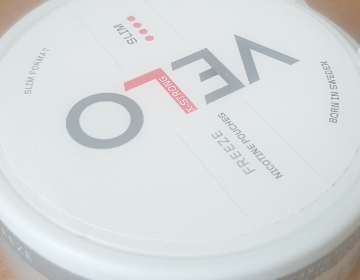 SLIM FORMAT
SLIM
VELO
X-STRONG
FREEZE
NICOTINE POUCHES
BORN IN SWEDEN